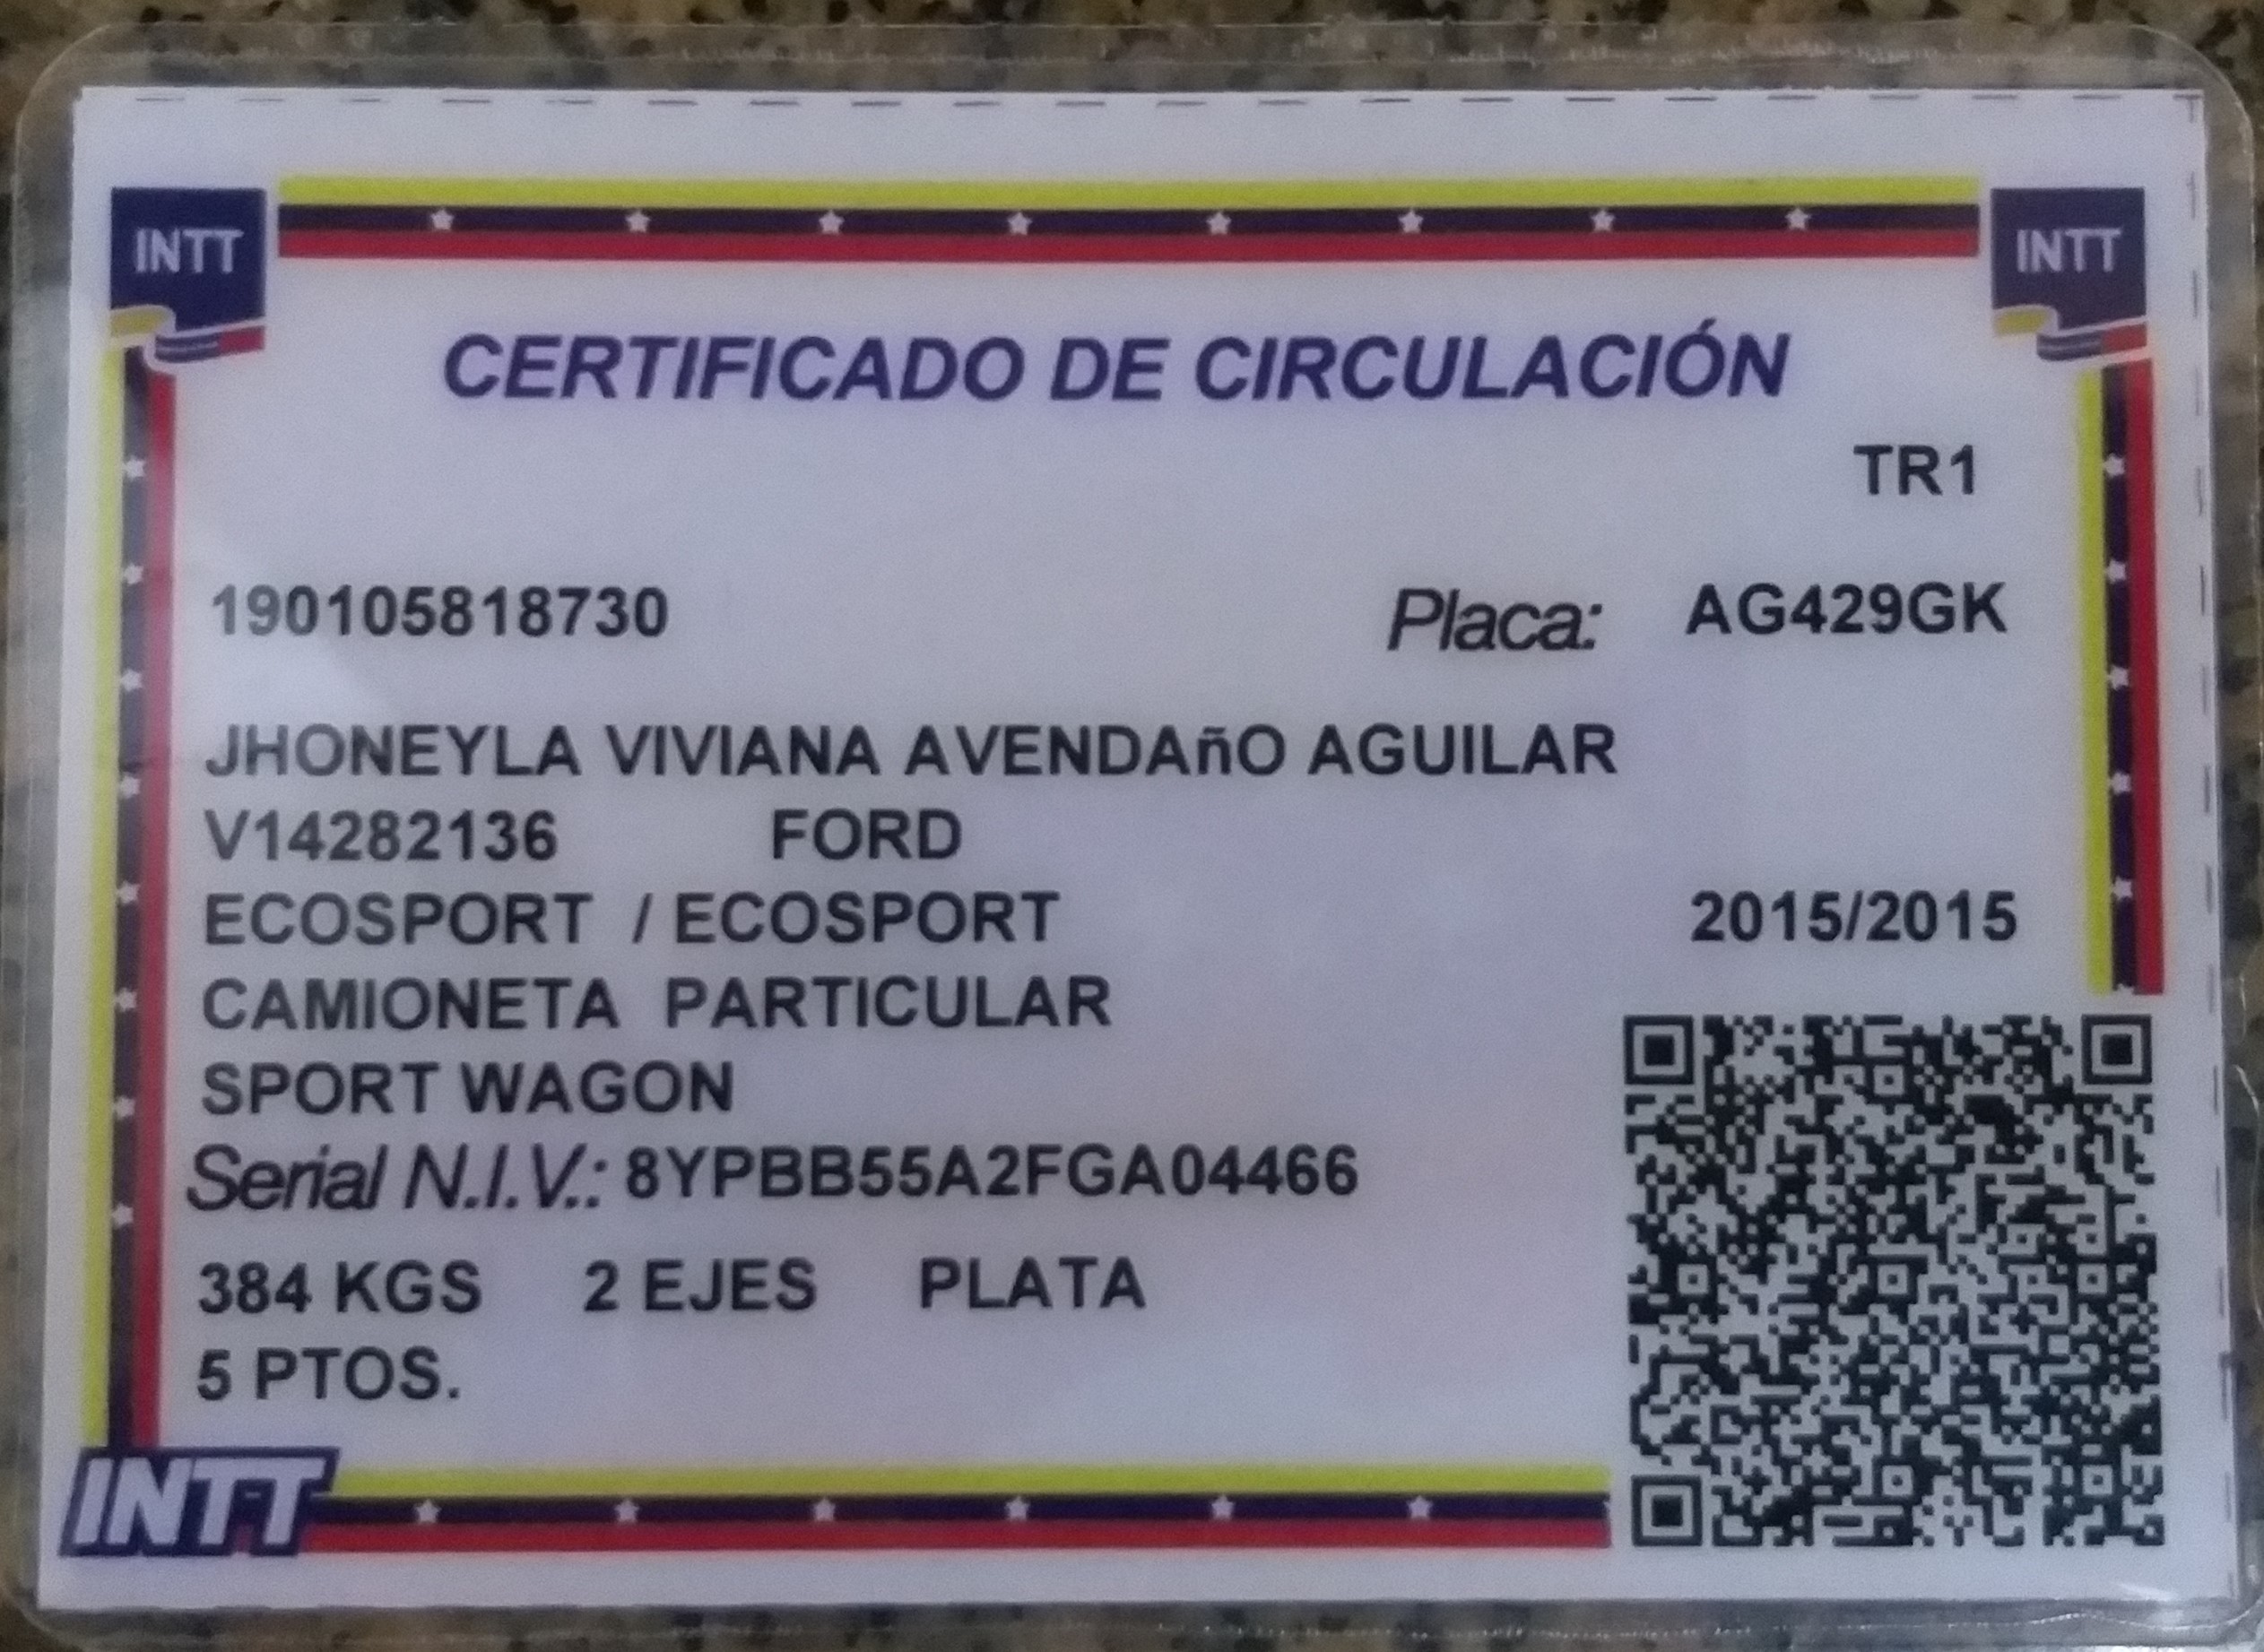 INTT
INTT
CERTIFICADO DE CIRCULACIÓN
TR1
190105818730 Placa: AG429GK
JHONEYLA VIVIANA AVENDAñO AGUILAR
V14282136 FORD
ECOSPORT / ECOSPORT 2015/2015
CAMIONETA PARTICULAR
SPORT WAGON
Serial N.I.V.: 8YPBB55A2FGA04466
384 KGS 2 EJES PLATA
5 PTOS.
INTT